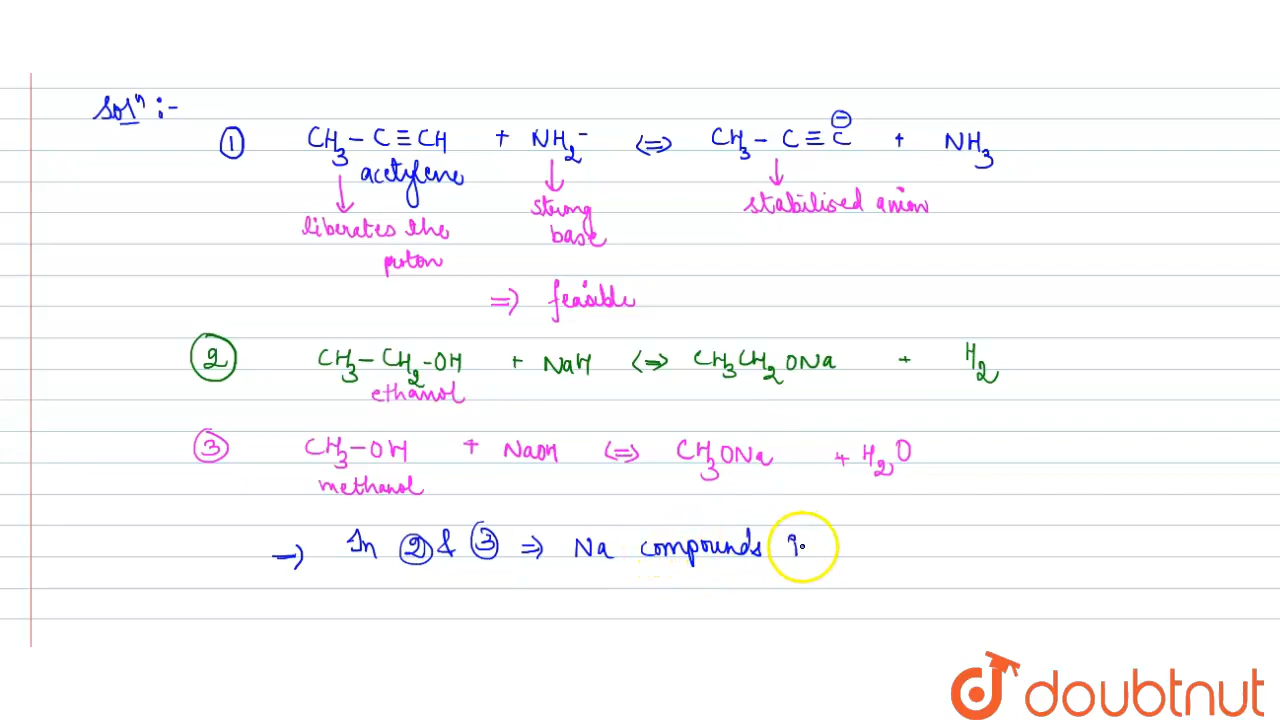 Solⁿ :-
① CH₃ - C ≡ CH + NH₂⁻ ⇔ CH₃ - C ≡ C⊖ + NH₃
acetylene
liberates the proton
strong base
stabilised anion
⇒ feasible
② CH₃ - CH₂ - OH + NaH ⇔ CH₃CH₂ONa + H₂
ethanol
③ CH₃ - OH + NaOH ⇔ CH₃ONa + H₂O
methanol
→ In ② & ③ ⇒ Na compounds
doubtnut